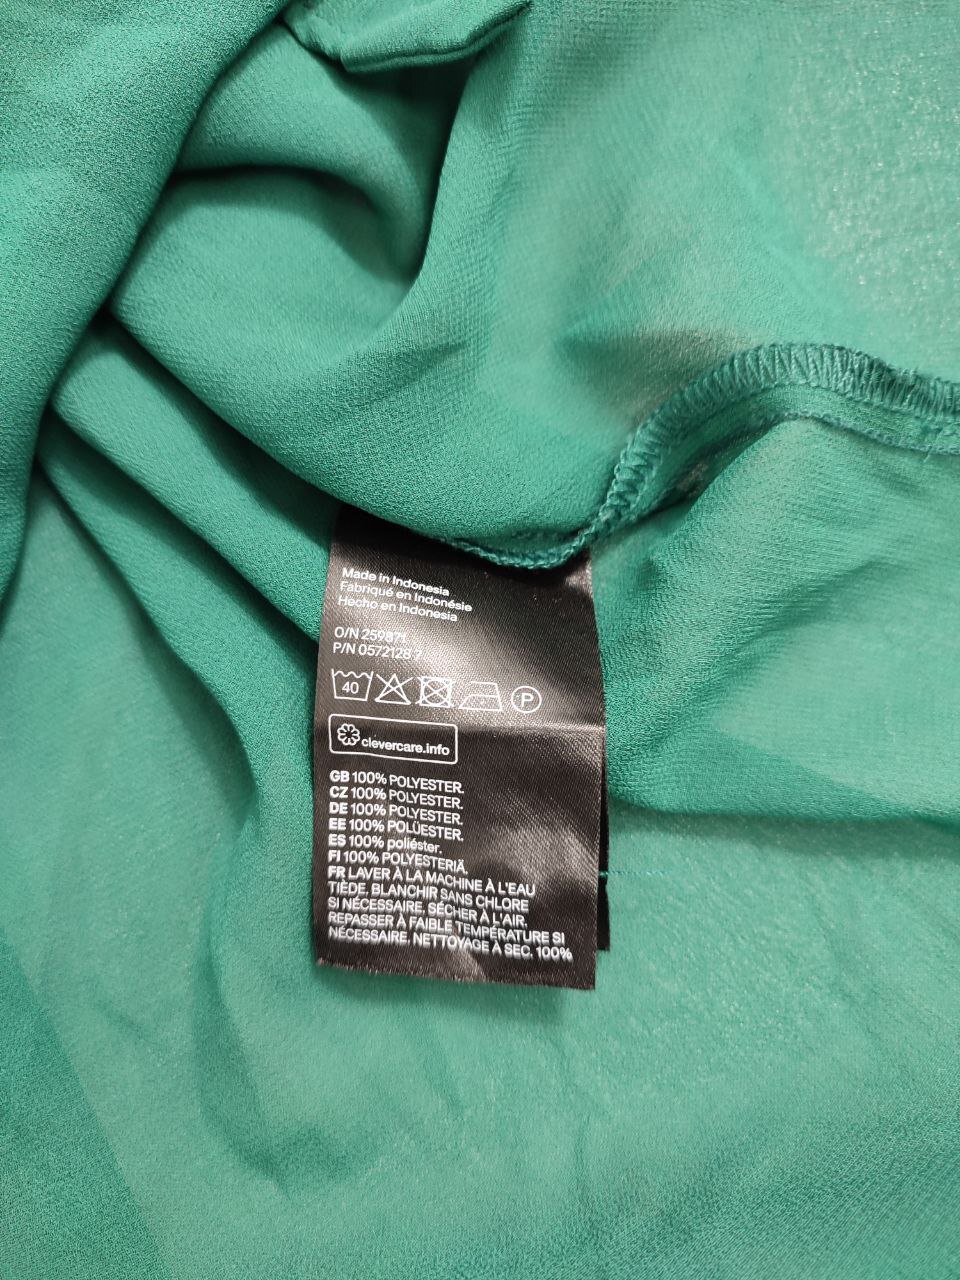 Made in Indonesia
Fabriqué en Indonésie
Hecho en Indonesia
O/N 259871
P/N 0572128 7
40
P
clevercare.info
GB 100% POLYESTER.
CZ 100% POLYESTER.
DE 100% POLYESTER.
EE 100% POLÜESTER.
ES 100% poliéster.
FI 100% POLYESTERIÄ.
FR LAVER À LA MACHINE À L'EAU
TIÈDE, BLANCHIR SANS CHLORE
SI NÉCESSAIRE, SÉCHER À L'AIR,
REPASSER À FAIBLE TEMPÉRATURE SI
NÉCESSAIRE, NETTOYAGE À SEC. 100%